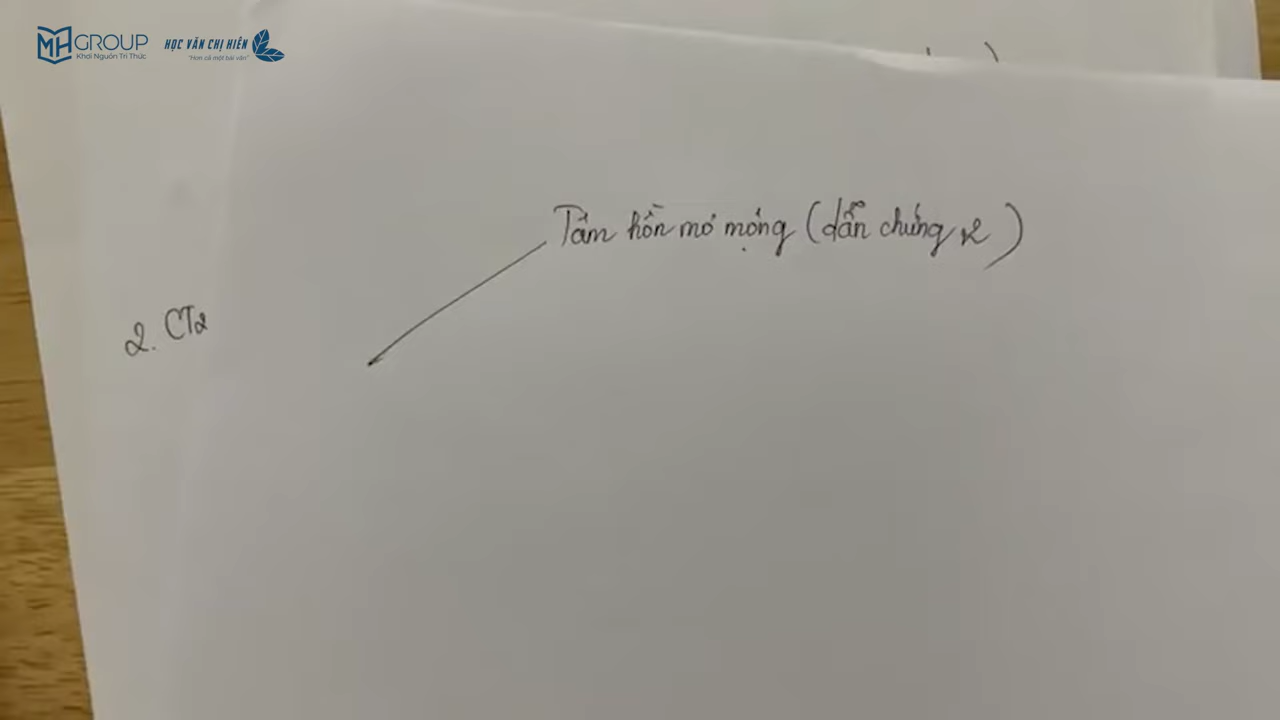 MH GROUP
Khơi Nguồn Tri Thức
HỌC VĂN CHỊ HIÊN
"Hơn cả một bài văn"
Tâm hồn mơ mộng (dẫn chứng x2)
2. CT2